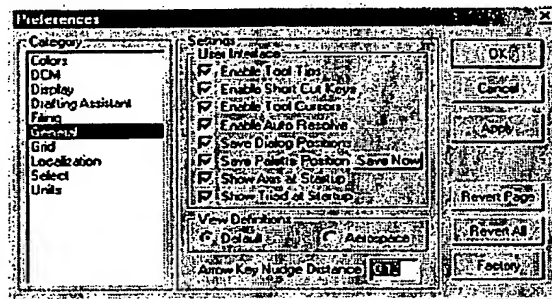 Preferences
Category
Colors
DCM
Display
Drafting Assistant
Filing
General
Grid
Localization
Select
Units
Settings
User Interface
Enable Tool Tips
Enable Short Cut Keys
Enable Tool Cursors
Enable Auto Resolve
Save Dialog Positions
Save Palette Position Save Now
Show Axis at Startup
Show Triad at Startup
View Definitions
Default Aerospace
Arrow Key Nudge Distance
OK
Cancel
Apply
Revert Page
Revert All
Factory